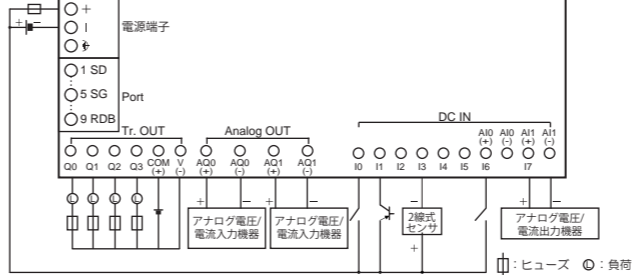 +
+ −
電源端子
1 SD
5 SG
Port
9 RDB
Tr. OUT
Analog OUT
DC IN
AI0 AI0 AI1 AI1
(+) (-) (+) (-)
Q0 Q1 Q2 Q3 COM V AQ0 AQ0 AQ1 AQ1
(+) (-) (+) (-) (+) (-)
I0 I1 I2 I3 I4 I5 I6 I7
L L L L
+ − + − − + −
アナログ電圧/
電流入力機器
アナログ電圧/
電流入力機器
2線式
センサ
+
アナログ電圧/
電流出力機器
:ヒューズ L :負荷